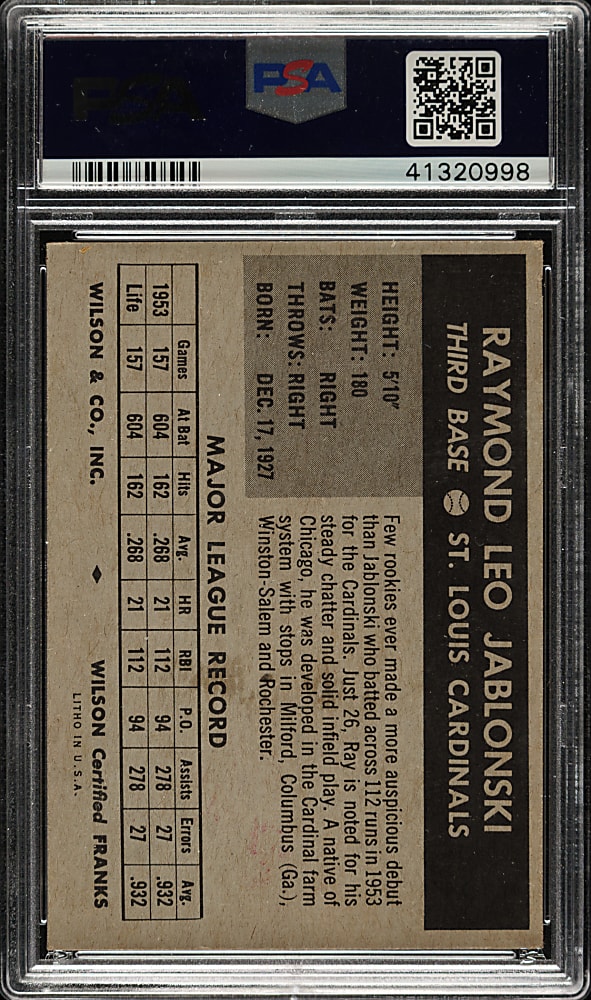 PSA
PSA
41320998
RAYMOND LEO JABLONSKI
THIRD BASE ST. LOUIS CARDINALS
HEIGHT: 5'10"
WEIGHT: 180
BATS: RIGHT
THROWS: RIGHT
BORN: DEC. 17, 1927
Few rookies ever made a more auspicious debut
than Jablonski who batted across 112 runs in 1953
for the Cardinals. Just 26, Ray is noted for his
steady chatter and solid infield play. A native of
Chicago, he was developed in the Cardinal farm
system with stops in Milford, Columbus (Ga.),
Winston-Salem and Rochester.
MAJOR LEAGUE RECORD
Games At Bat Hits Avg. HR RBI P.O. Assists Errors Avg.
1953 157 604 162 .268 21 112 94 278 27 .932
Life 157 604 162 .268 21 112 94 278 27 .932
WILSON & CO., INC. ♦ WILSON Certified FRANKS
LITHO IN U.S.A.